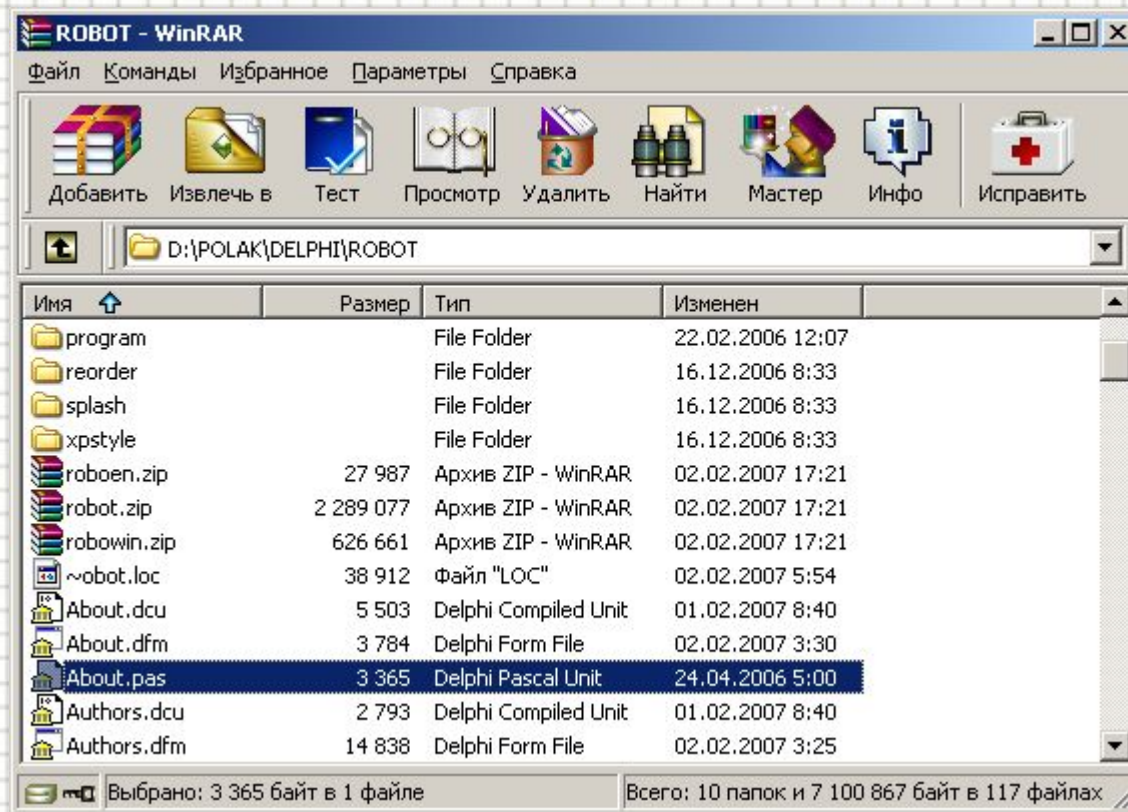 ROBOT - WinRAR
Файл Команды Избранное Параметры Справка
Добавить Извлечь в Тест Просмотр Удалить Найти Мастер Инфо Исправить
D:\POLAK\DELPHI\ROBOT
Имя Размер Тип Изменен
program File Folder 22.02.2006 12:07
reorder File Folder 16.12.2006 8:33
splash File Folder 16.12.2006 8:33
xpstyle File Folder 16.12.2006 8:33
roboen.zip 27 987 Архив ZIP - WinRAR 02.02.2007 17:21
robot.zip 2 289 077 Архив ZIP - WinRAR 02.02.2007 17:21
robowin.zip 626 661 Архив ZIP - WinRAR 02.02.2007 17:21
~obot.loc 38 912 Файл "LOC" 02.02.2007 5:54
About.dcu 5 503 Delphi Compiled Unit 01.02.2007 8:40
About.dfm 3 784 Delphi Form File 02.02.2007 3:30
About.pas 3 365 Delphi Pascal Unit 24.04.2006 5:00
Authors.dcu 2 793 Delphi Compiled Unit 01.02.2007 8:40
Authors.dfm 14 838 Delphi Form File 02.02.2007 3:25
Выбрано: 3 365 байт в 1 файле Всего: 10 папок и 7 100 867 байт в 117 файлах